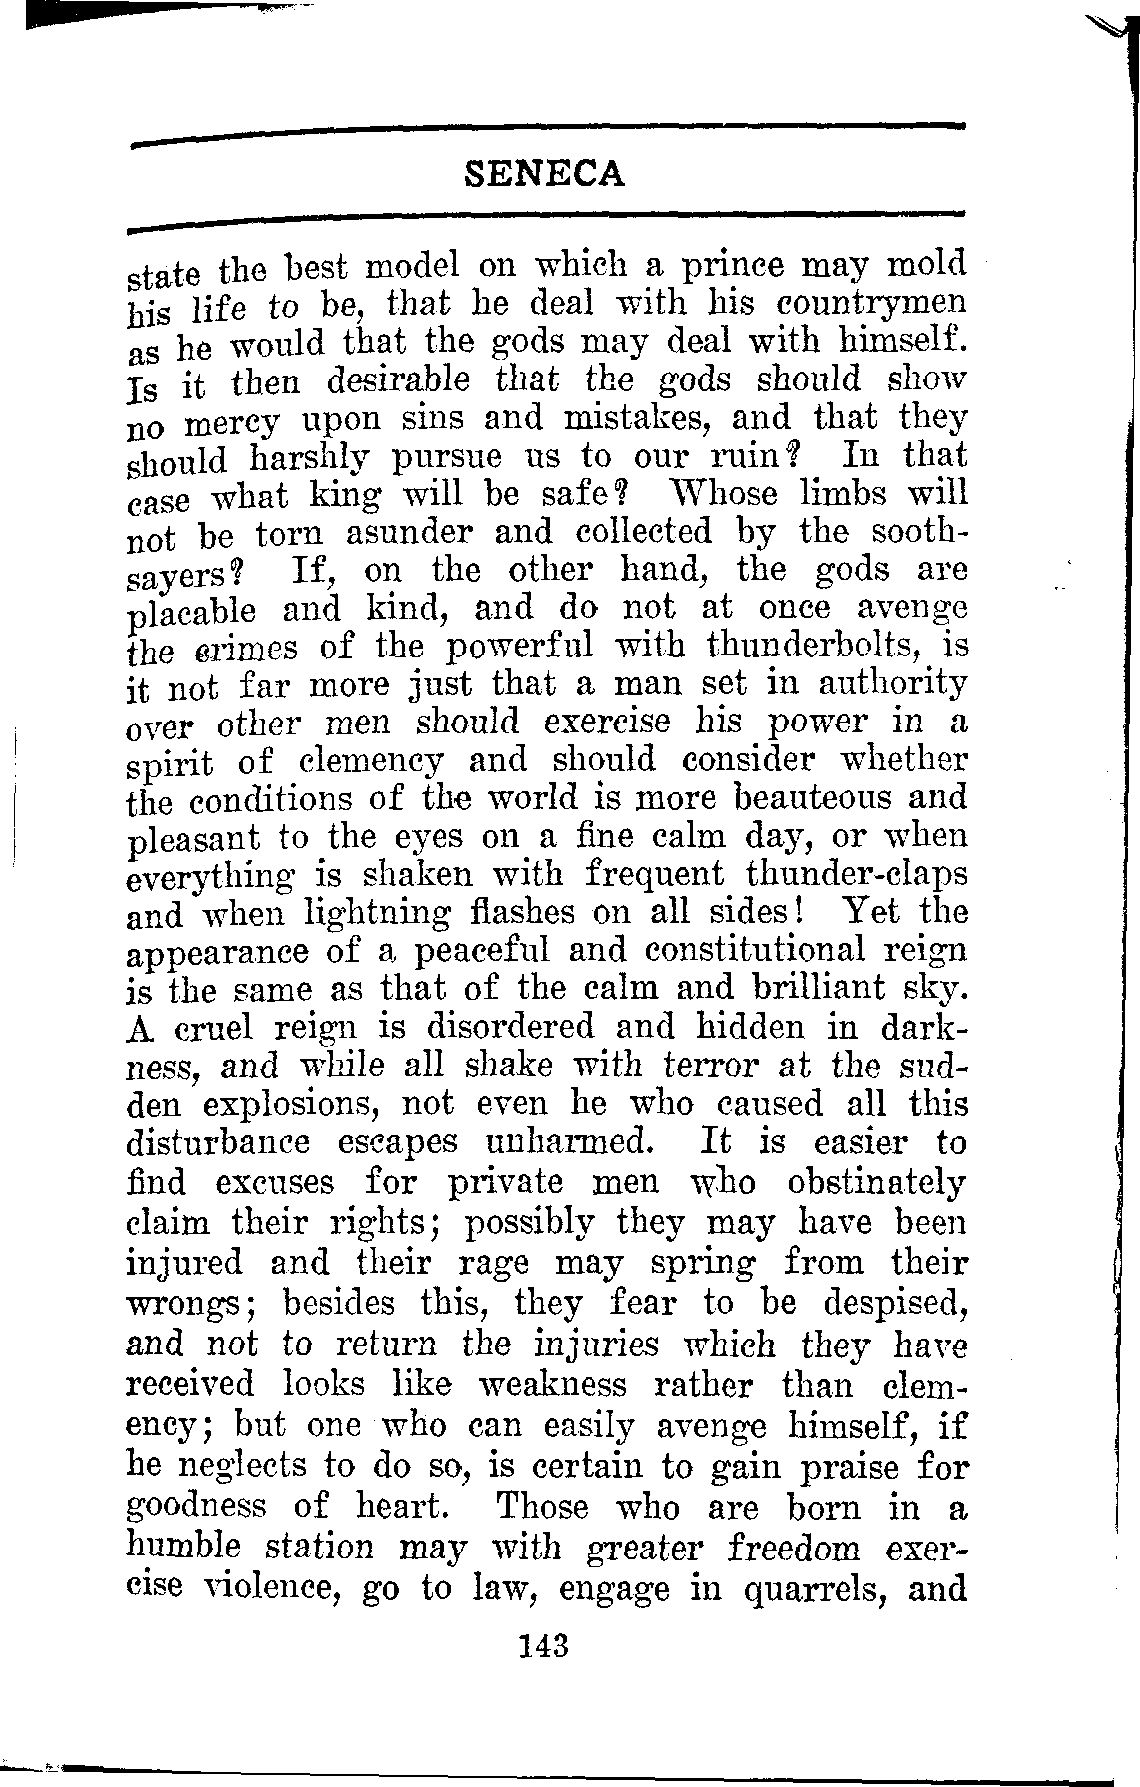 SENECA
state the best model on which a prince may mold
his life to be, that he deal with his countrymen
as he would that the gods may deal with himself.
Is it then desirable that the gods should show
no mercy upon sins and mistakes, and that they
should harshly pursue us to our ruin? In that
case what king will be safe? Whose limbs will
not be torn asunder and collected by the sooth-
sayers? If, on the other hand, the gods are
placable and kind, and do not at once avenge
the crimes of the powerful with thunderbolts, is
it not far more just that a man set in authority
over other men should exercise his power in a
spirit of clemency and should consider whether
the conditions of the world is more beauteous and
pleasant to the eyes on a fine calm day, or when
everything is shaken with frequent thunder-claps
and when lightning flashes on all sides! Yet the
appearance of a peaceful and constitutional reign
is the same as that of the calm and brilliant sky.
A cruel reign is disordered and hidden in dark-
ness, and while all shake with terror at the sud-
den explosions, not even he who caused all this
disturbance escapes unharmed. It is easier to
find excuses for private men who obstinately
claim their rights; possibly they may have been
injured and their rage may spring from their
wrongs; besides this, they fear to be despised,
and not to return the injuries which they have
received looks like weakness rather than clem-
ency; but one who can easily avenge himself, if
he neglects to do so, is certain to gain praise for
goodness of heart. Those who are born in a
humble station may with greater freedom exer-
cise violence, go to law, engage in quarrels, and
143